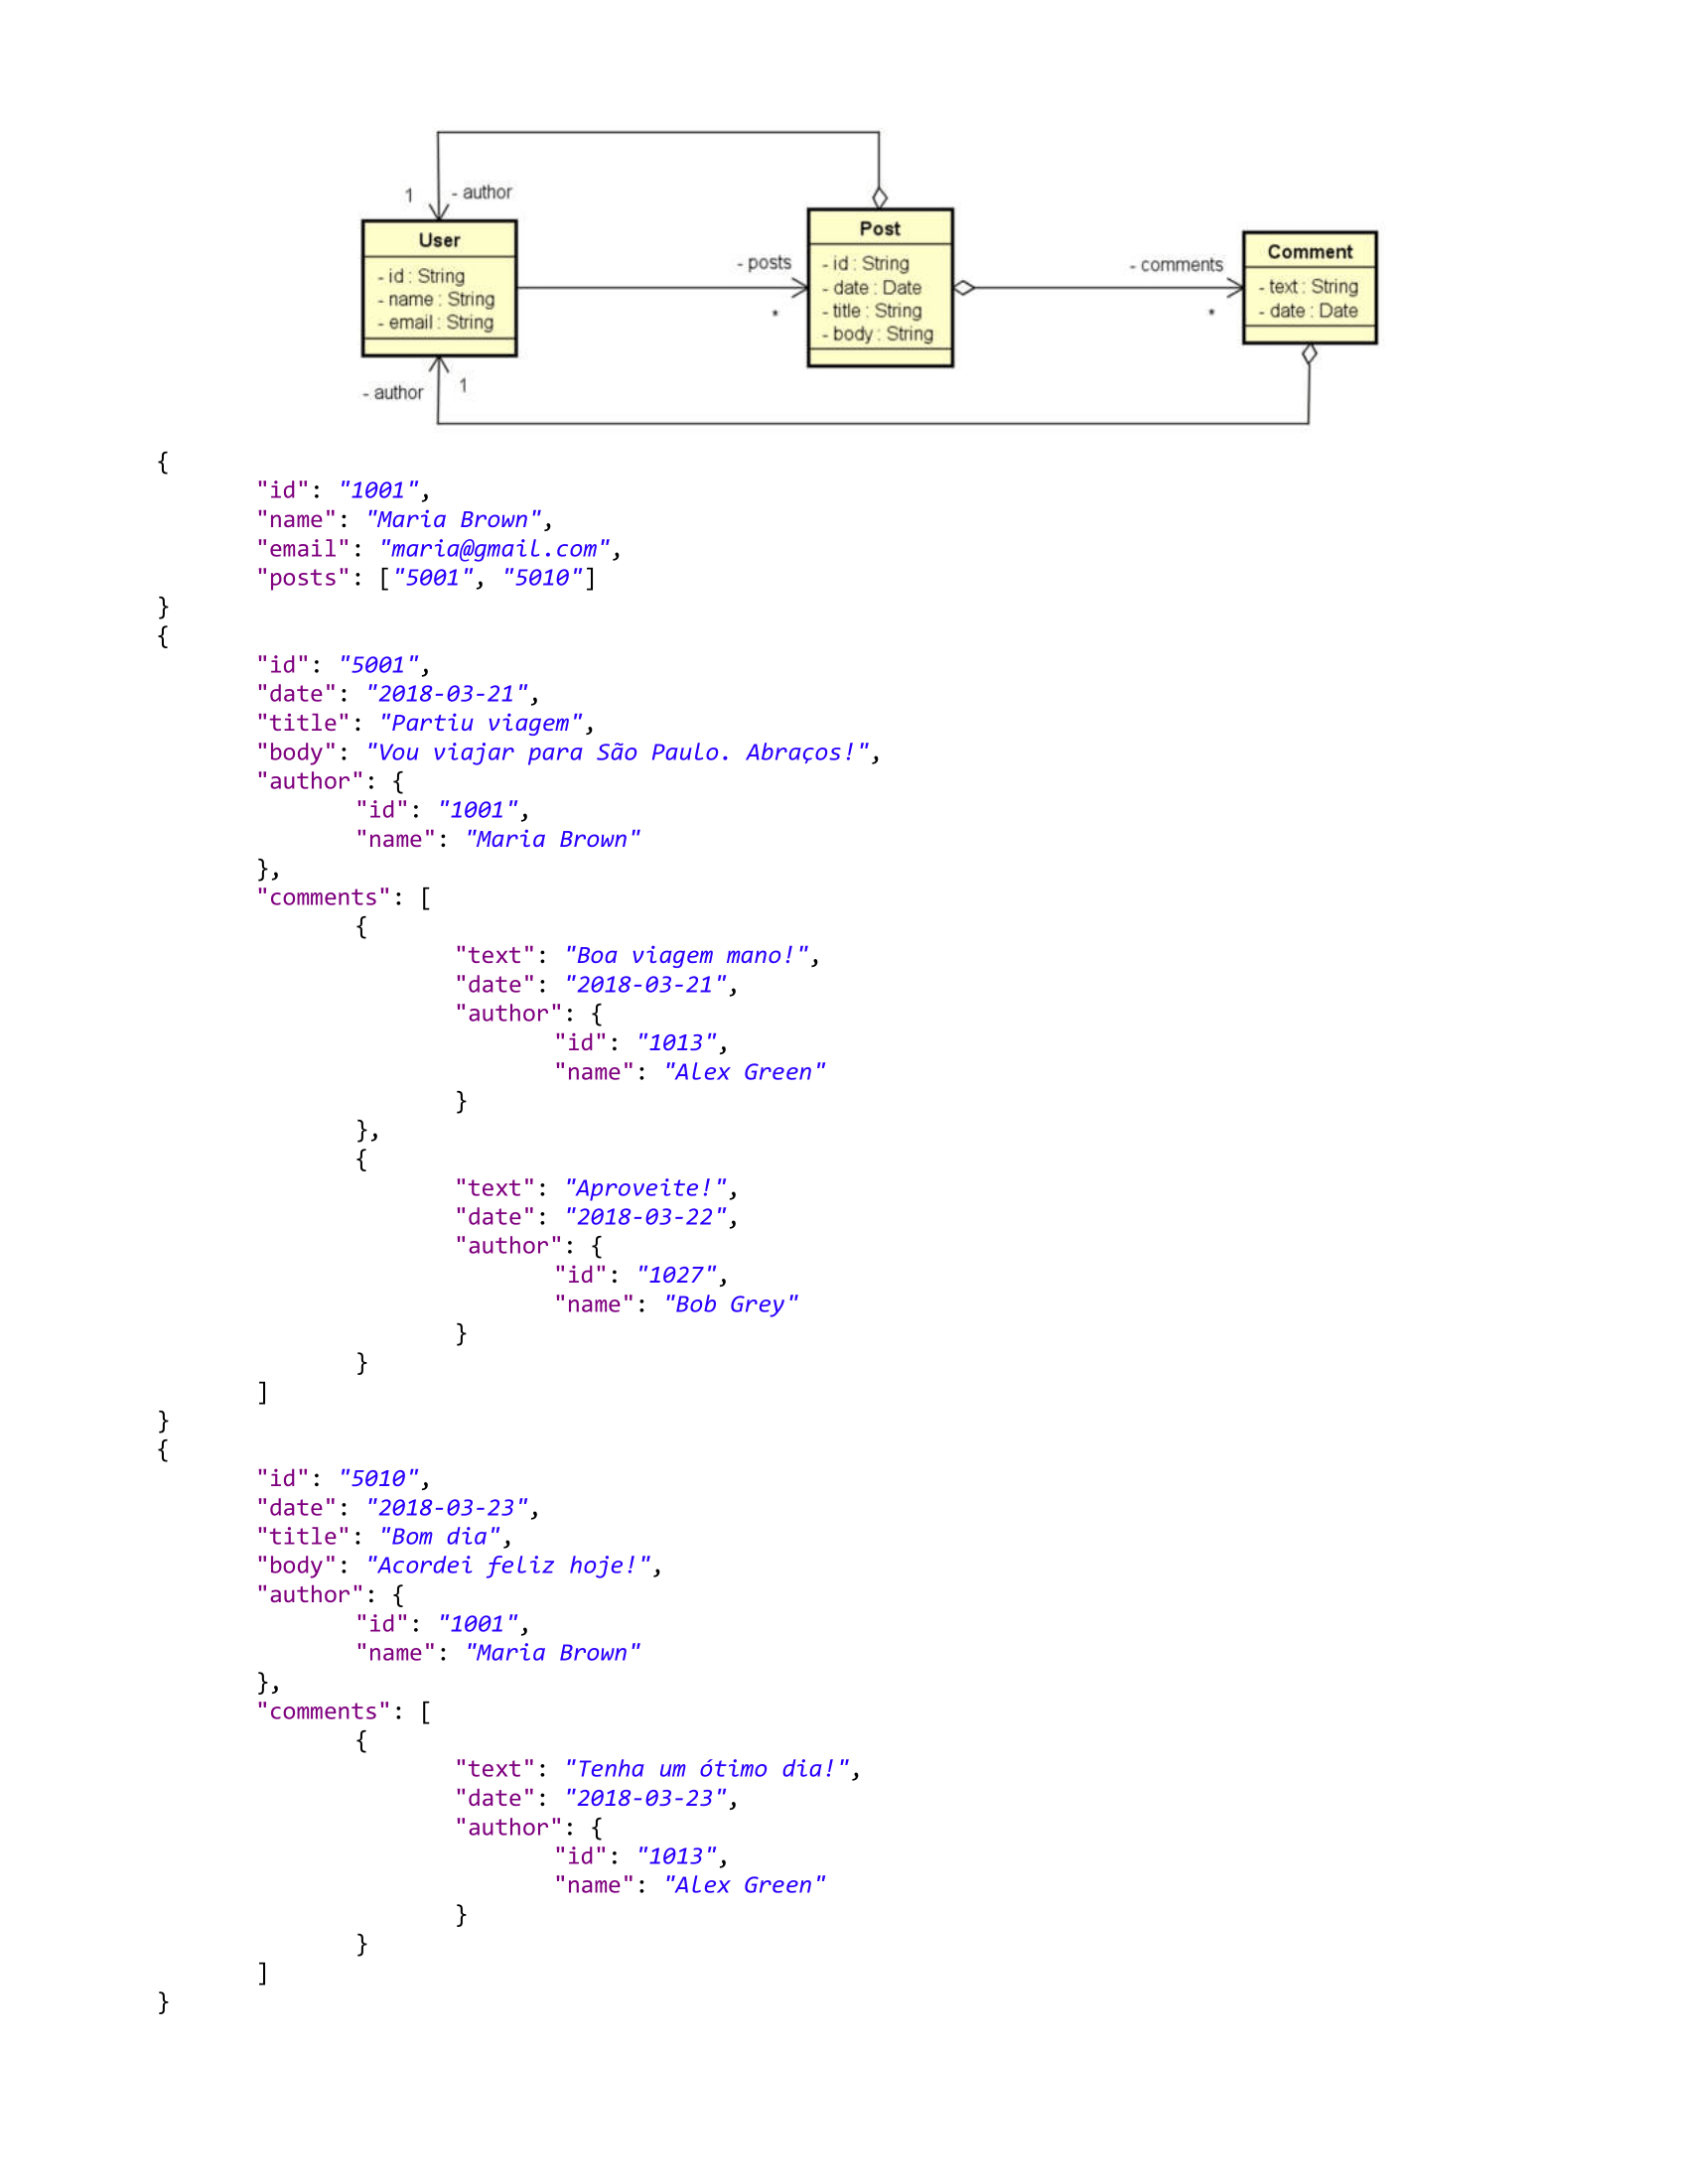 1 - author
User
- id : String
- name : String
- email : String
- posts
*
Post
- id : String
- date : Date
- title : String
- body : String
- comments
*
Comment
- text : String
- date : Date
- author 1
{
"id": "1001",
"name": "Maria Brown",
"email": "maria@gmail.com",
"posts": ["5001", "5010"]
}
{
"id": "5001",
"date": "2018-03-21",
"title": "Partiu viagem",
"body": "Vou viajar para São Paulo. Abraços!",
"author": {
"id": "1001",
"name": "Maria Brown"
},
"comments": [
{
"text": "Boa viagem mano!",
"date": "2018-03-21",
"author": {
"id": "1013",
"name": "Alex Green"
}
},
{
"text": "Aproveite!",
"date": "2018-03-22",
"author": {
"id": "1027",
"name": "Bob Grey"
}
}
]
}
{
"id": "5010",
"date": "2018-03-23",
"title": "Bom dia",
"body": "Acordei feliz hoje!",
"author": {
"id": "1001",
"name": "Maria Brown"
},
"comments": [
{
"text": "Tenha um ótimo dia!",
"date": "2018-03-23",
"author": {
"id": "1013",
"name": "Alex Green"
}
}
]
}